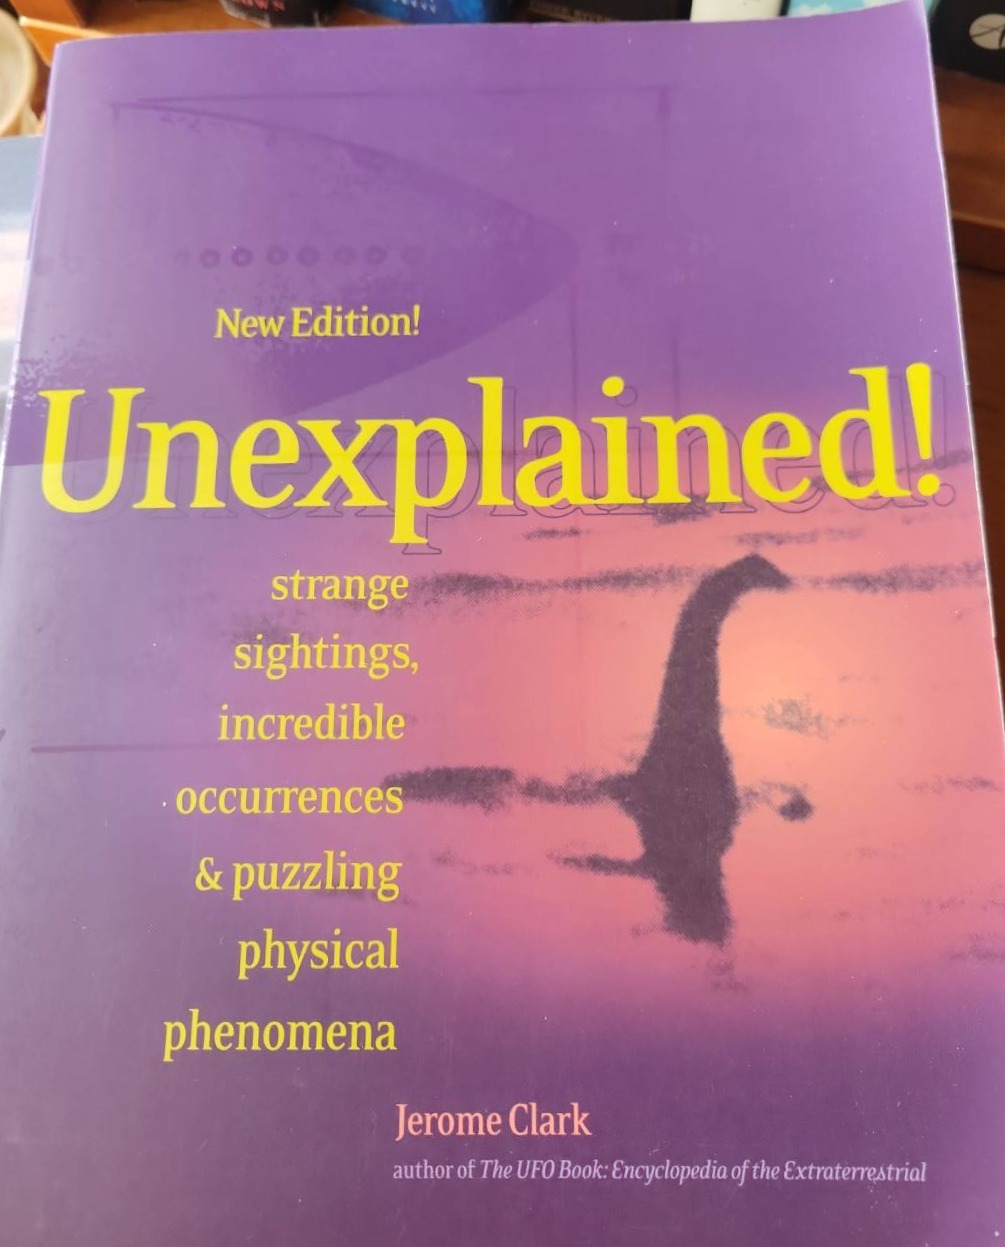 New Edition!
Unexplained!
strange
sightings,
incredible
occurrences
& puzzling
physical
phenomena
Jerome Clark
author of The UFO Book: Encyclopedia of the Extraterrestrial